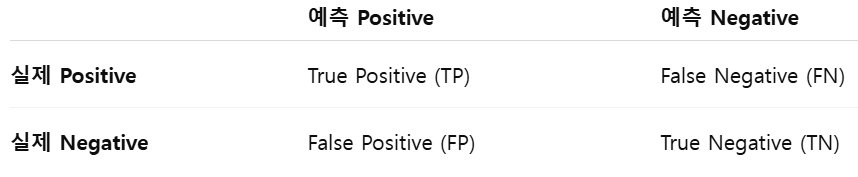 예측 Positive 예측 Negative
실제 Positive True Positive (TP) False Negative (FN)
실제 Negative False Positive (FP) True Negative (TN)